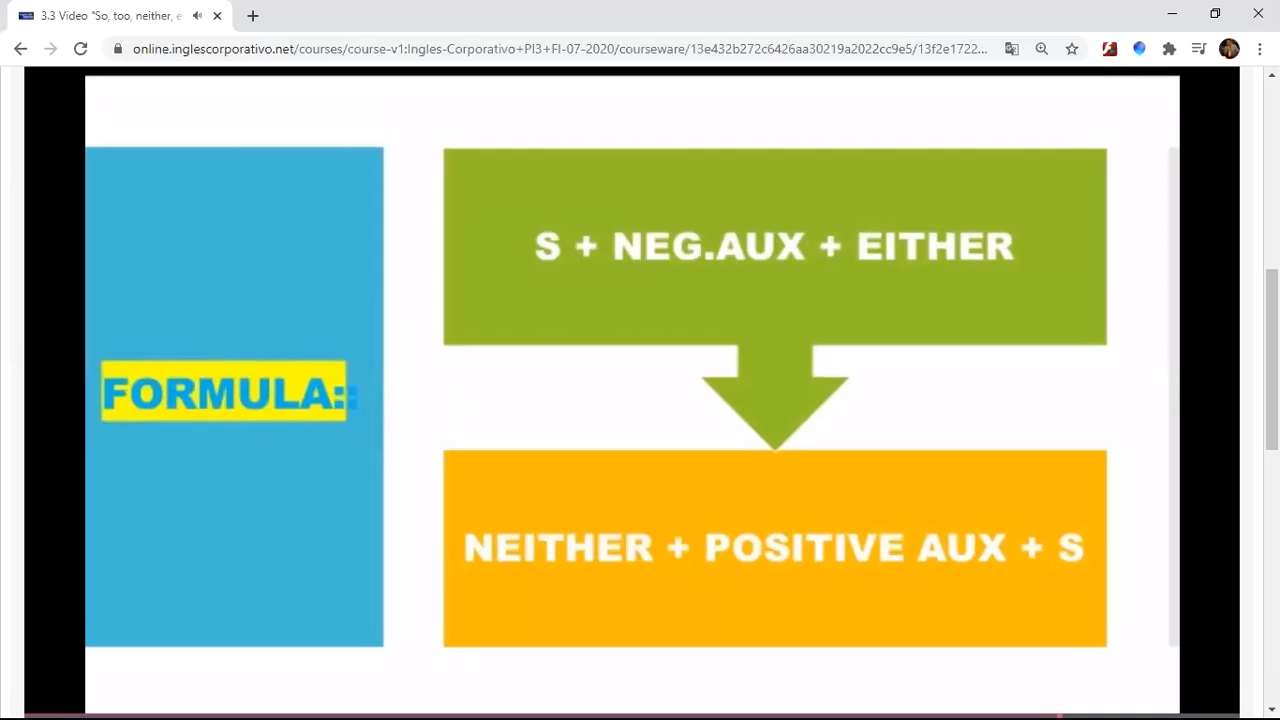 3.3 Video "So, too, neither, e
online.inglescorporativo.net/courses/course-v1:Ingles-Corporativo+PI3+FI-07-2020/courseware/13e432b272c6426aa30219a2022cc9e5/13f2e1722...
S + NEG.AUX + EITHER
FORMULA::
NEITHER + POSITIVE AUX + S